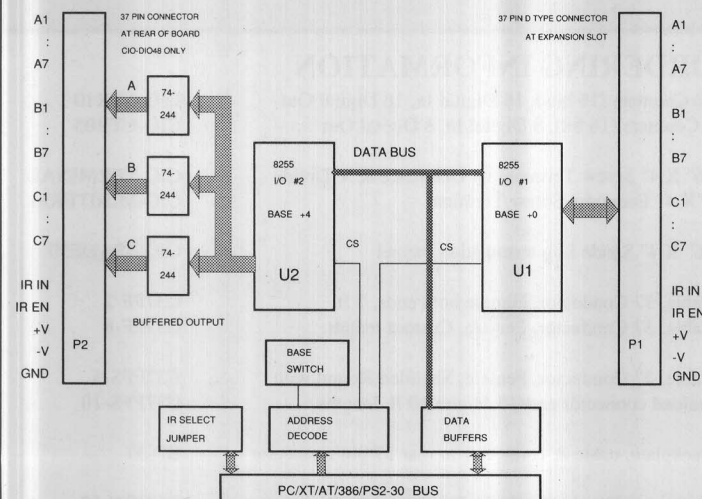 A1
:
A7
B1
:
B7
C1
:
C7
IR IN
IR EN
+V
-V
GND
P2
37 PIN CONNECTOR
AT REAR OF BOARD
CIO-DIO48 ONLY
A
74-
244
B
74-
244
C
74-
244
BUFFERED OUTPUT
8255
I/O #2
BASE +4
U2
DATA BUS
CS
CS
8255
I/O #1
BASE +0
U1
37 PIN D TYPE CONNECTOR
AT EXPANSION SLOT
P1
A1
:
A7
B1
:
B7
C1
:
C7
IR IN
IR EN
+V
-V
GND
BASE
SWITCH
IR SELECT
JUMPER
ADDRESS
DECODE
DATA
BUFFERS
PC/XT/AT/386/PS2-30 BUS